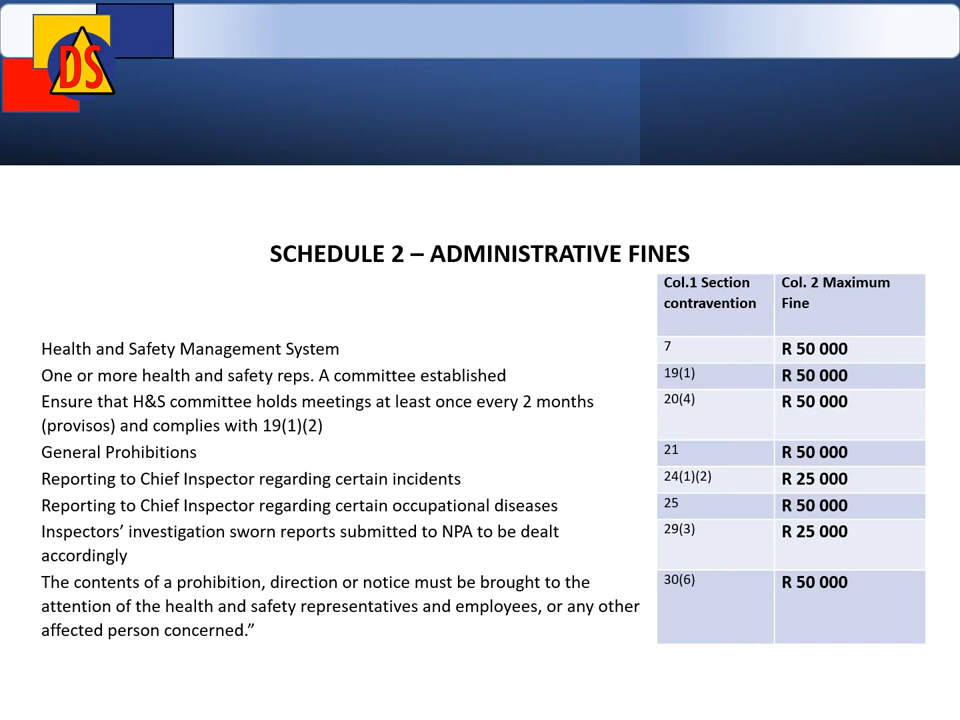 DS
SCHEDULE 2 – ADMINISTRATIVE FINES
Col.1 Section
contravention
Col. 2 Maximum
Fine
Health and Safety Management System
7
R 50 000
One or more health and safety reps. A committee established
19(1)
R 50 000
Ensure that H&S committee holds meetings at least once every 2 months
(provisos) and complies with 19(1)(2)
20(4)
R 50 000
General Prohibitions
21
R 50 000
Reporting to Chief Inspector regarding certain incidents
24(1)(2)
R 25 000
Reporting to Chief Inspector regarding certain occupational diseases
25
R 50 000
Inspectors’ investigation sworn reports submitted to NPA to be dealt
accordingly
29(3)
R 25 000
The contents of a prohibition, direction or notice must be brought to the
attention of the health and safety representatives and employees, or any other
affected person concerned.”
30(6)
R 50 000